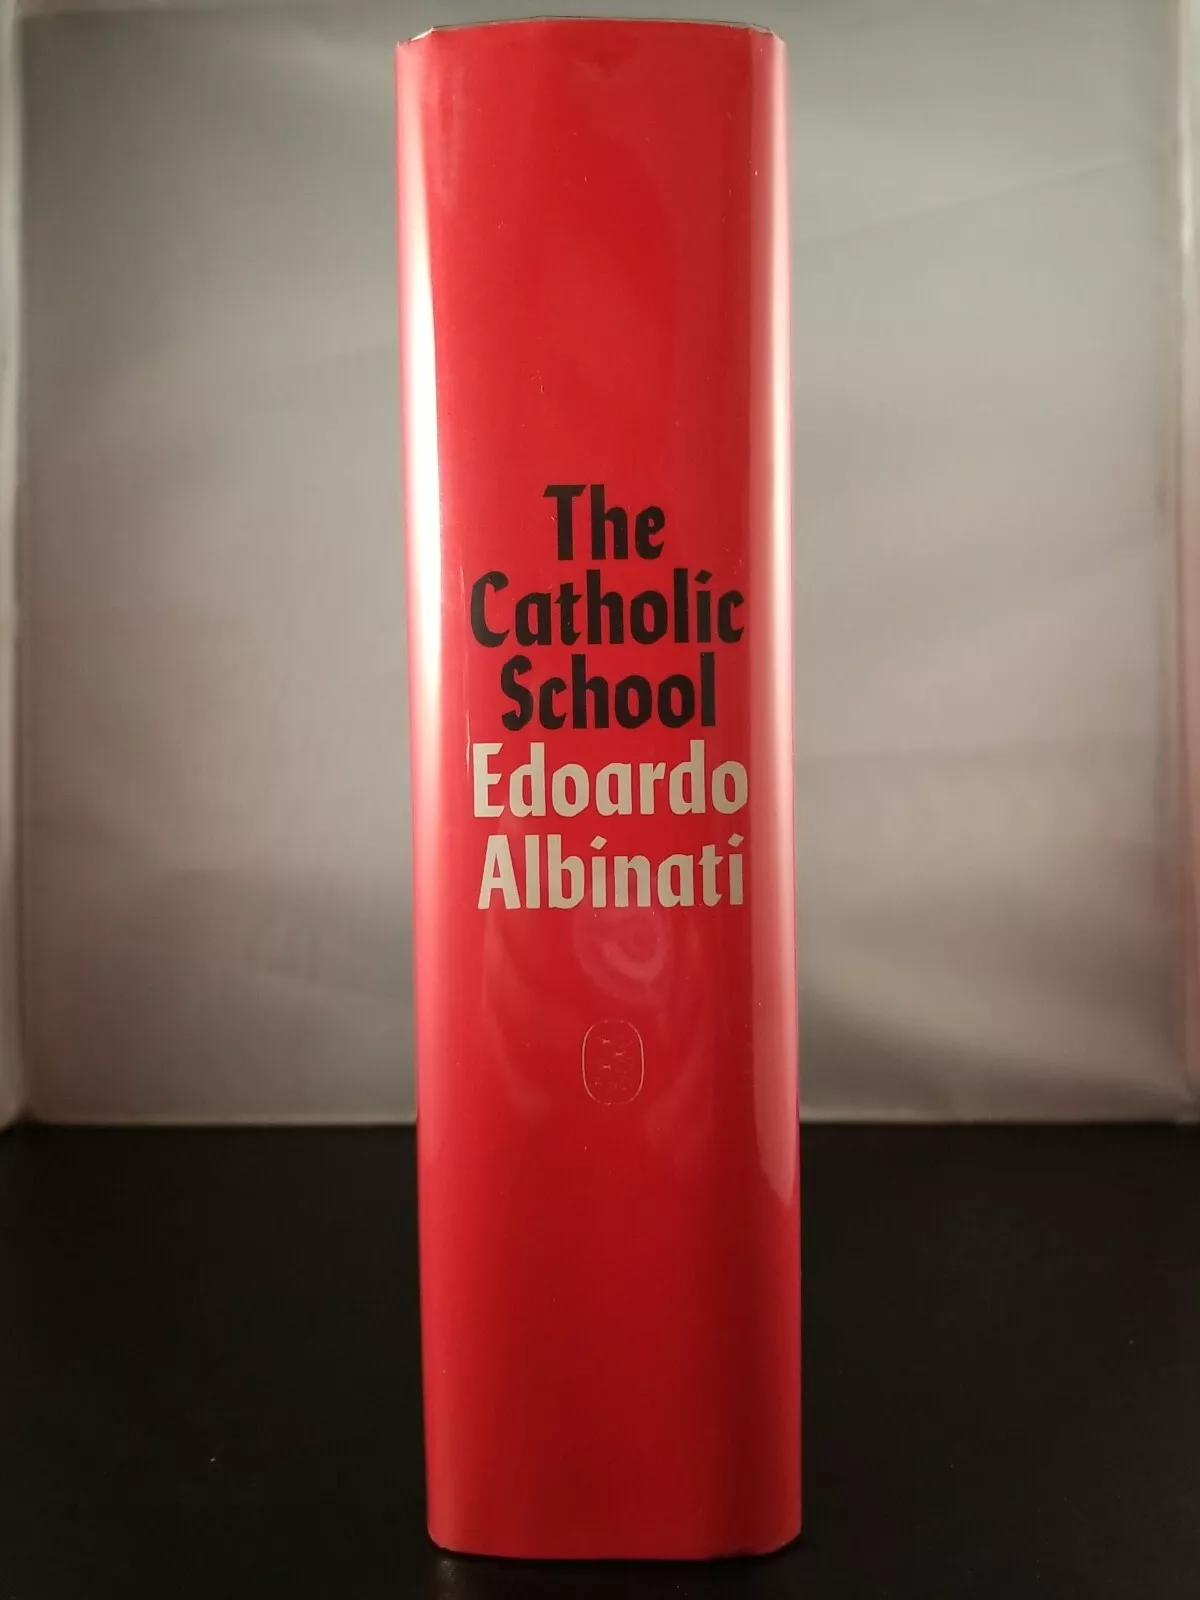 The
Catholic
School
Edoardo
Albinati